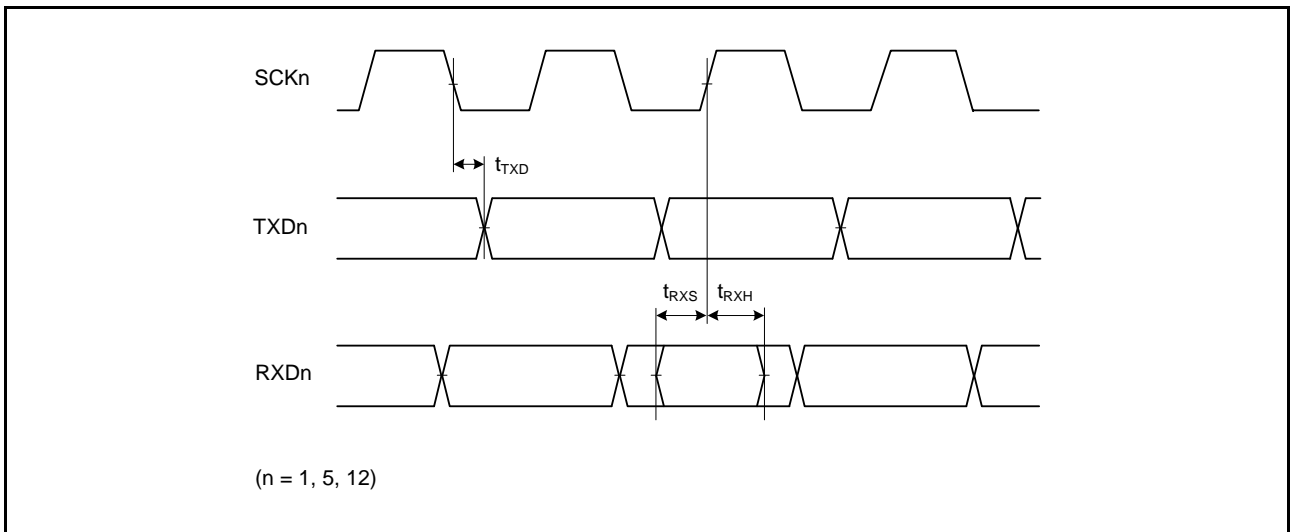 SCKn
tTXD
TXDn
tRXS tRXH
RXDn
(n = 1, 5, 12)